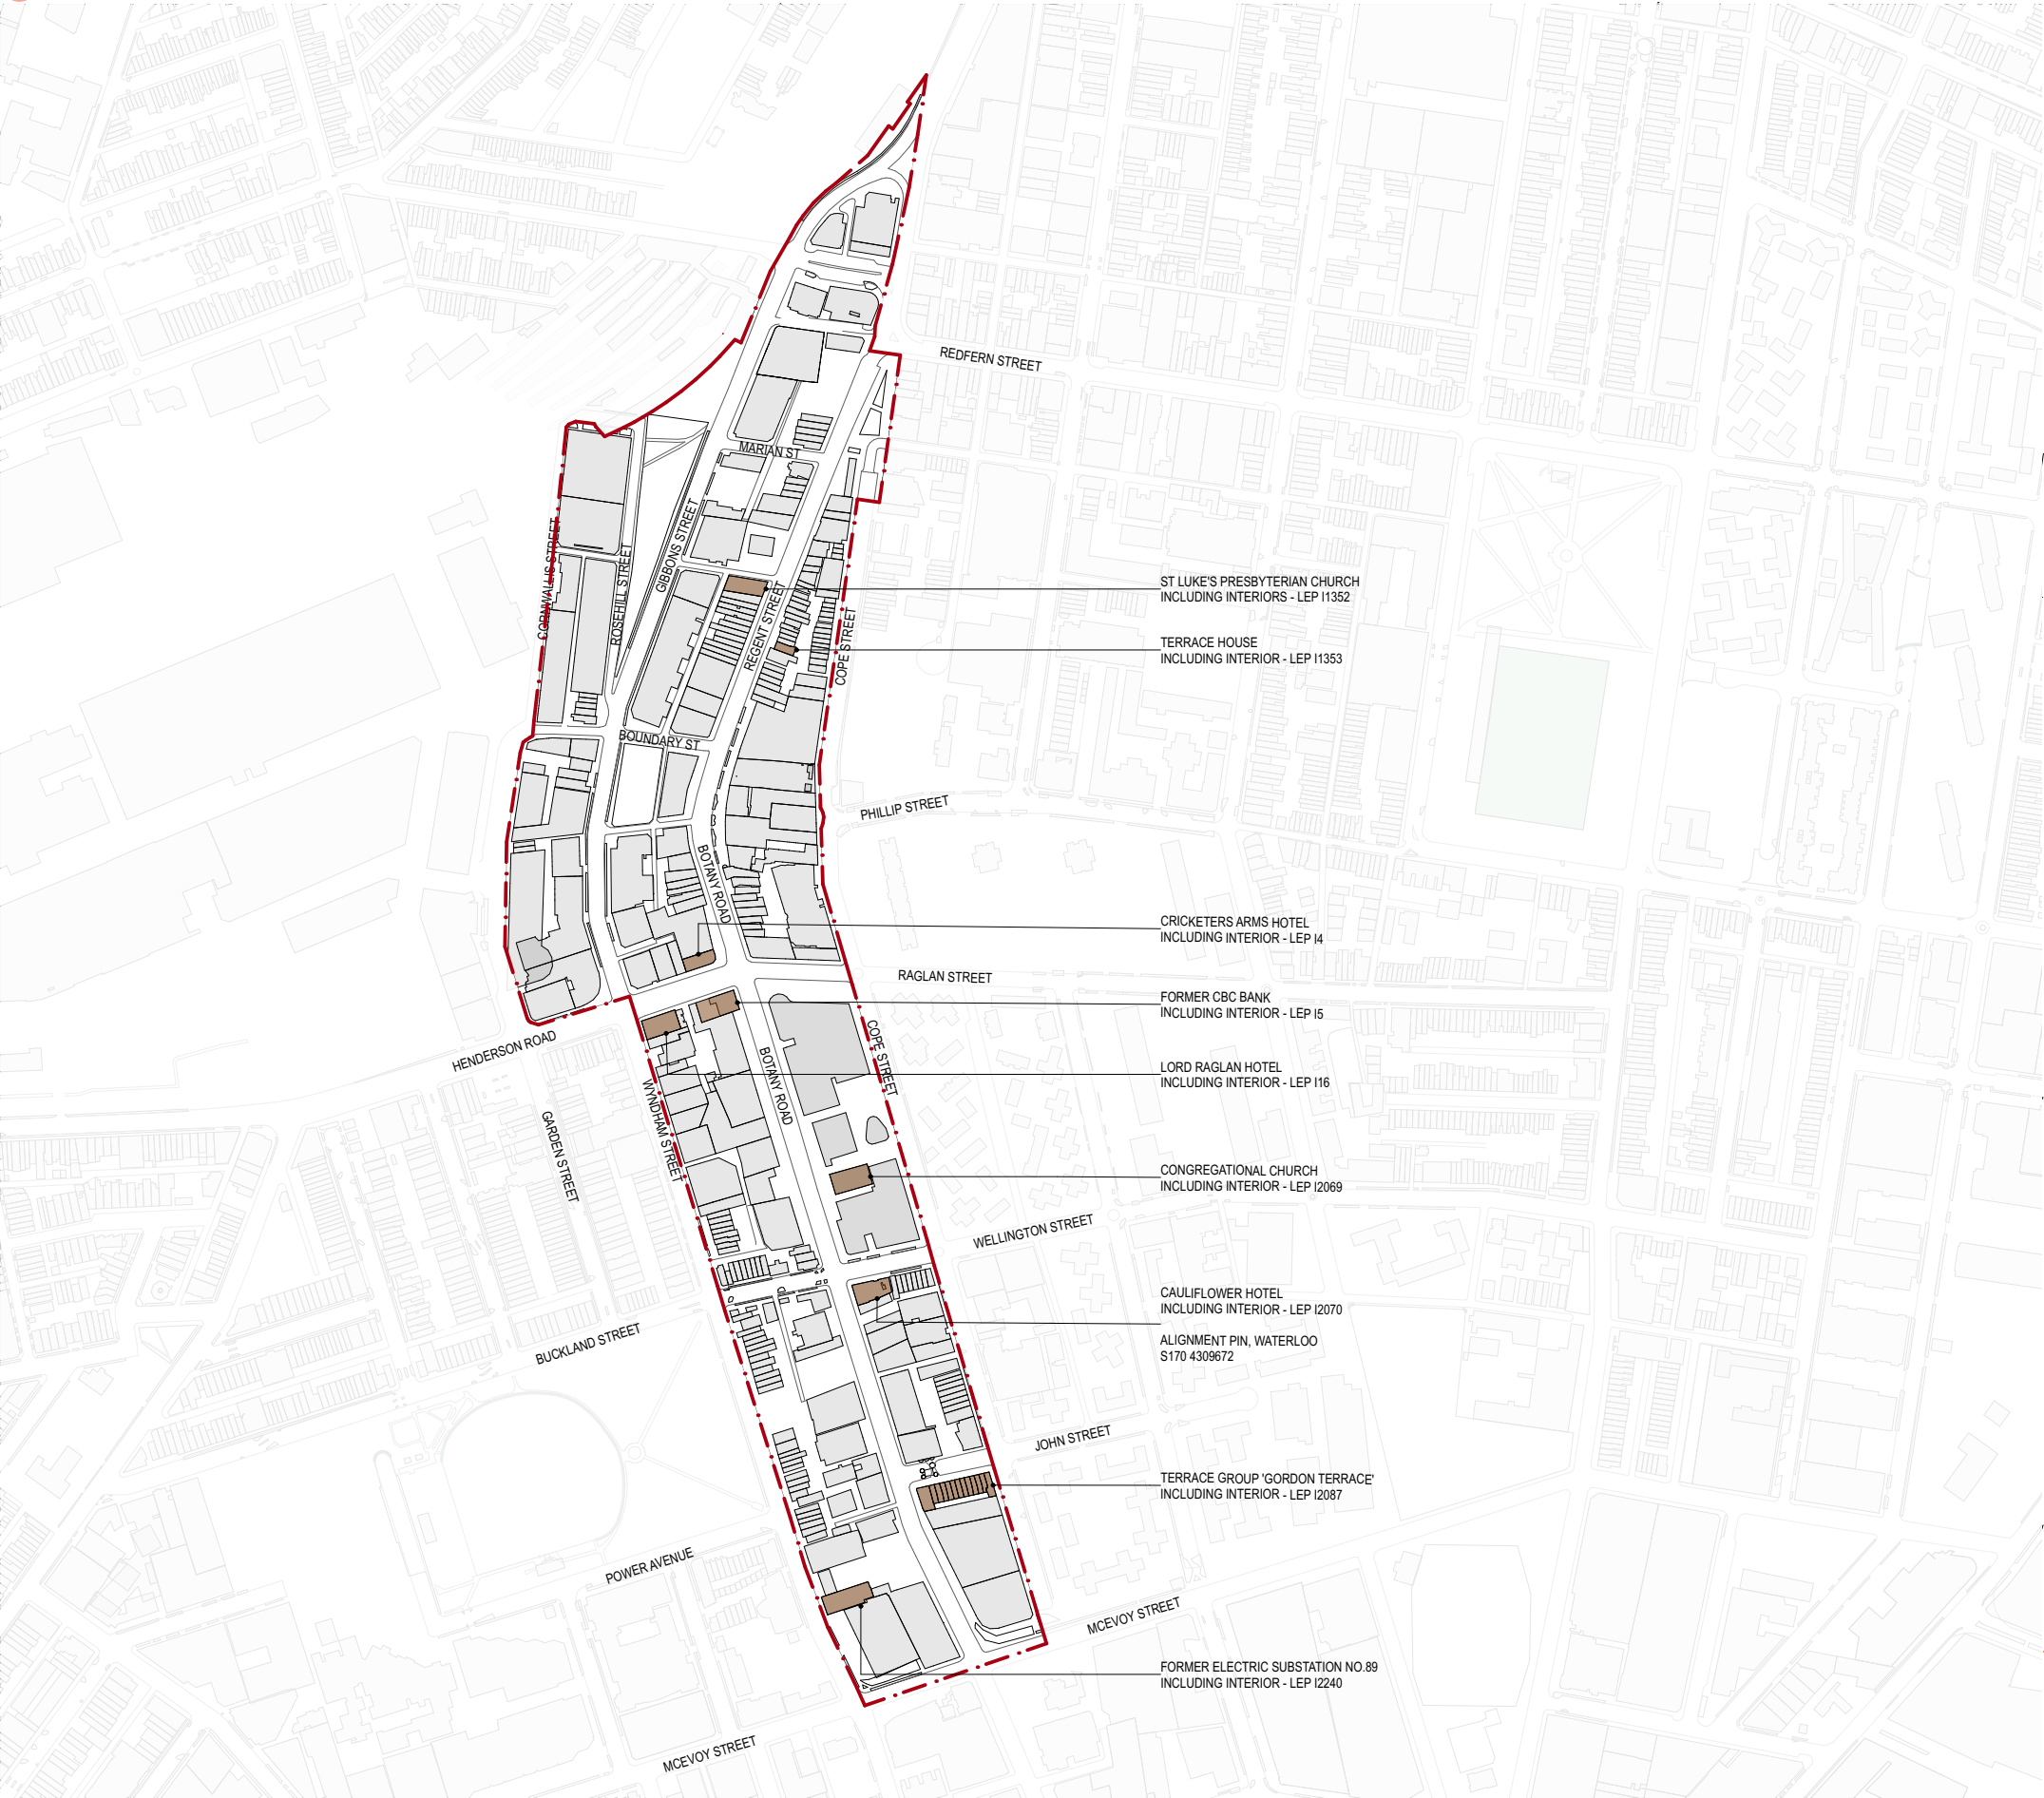 REDFERN STREET
MARIAN ST
GIBBONS STREET
CORNWALLIS STREET
ROSEHILL STREET
REGENT STREET
COPE STREET
ST LUKE'S PRESBYTERIAN CHURCH
INCLUDING INTERIORS - LEP I1352
TERRACE HOUSE
INCLUDING INTERIOR - LEP I1353
BOUNDARY ST
PHILLIP STREET
BOTANY ROAD
CRICKETERS ARMS HOTEL
INCLUDING INTERIOR - LEP I4
RAGLAN STREET
FORMER CBC BANK
INCLUDING INTERIOR - LEP I5
HENDERSON ROAD
COPE STREET
BOTANY ROAD
LORD RAGLAN HOTEL
INCLUDING INTERIOR - LEP I16
WYNDHAM STREET
GARDEN STREET
CONGREGATIONAL CHURCH
INCLUDING INTERIOR - LEP I2069
WELLINGTON STREET
CAULIFLOWER HOTEL
INCLUDING INTERIOR - LEP I2070
BUCKLAND STREET
ALIGNMENT PIN, WATERLOO
S170 4309672
JOHN STREET
TERRACE GROUP 'GORDON TERRACE'
INCLUDING INTERIOR - LEP I2087
POWER AVENUE
MCEVOY STREET
FORMER ELECTRIC SUBSTATION NO.89
INCLUDING INTERIOR - LEP I2240
MCEVOY STREET